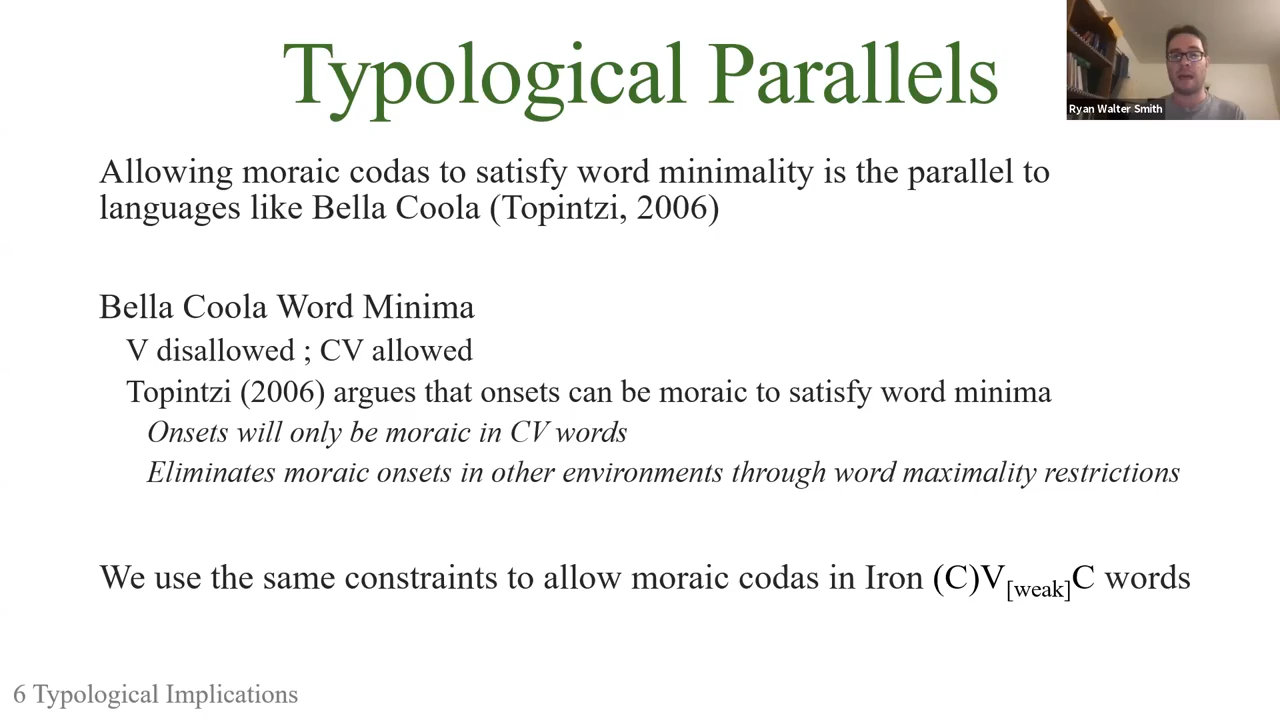 Typological Parallels
Ryan Walter Smith
Allowing moraic codas to satisfy word minimality is the parallel to
languages like Bella Coola (Topintzi, 2006)
Bella Coola Word Minima
V disallowed ; CV allowed
Topintzi (2006) argues that onsets can be moraic to satisfy word minima
Onsets will only be moraic in CV words
Eliminates moraic onsets in other environments through word maximality restrictions
We use the same constraints to allow moraic codas in Iron (C)V[weak]C words
6 Typological Implications